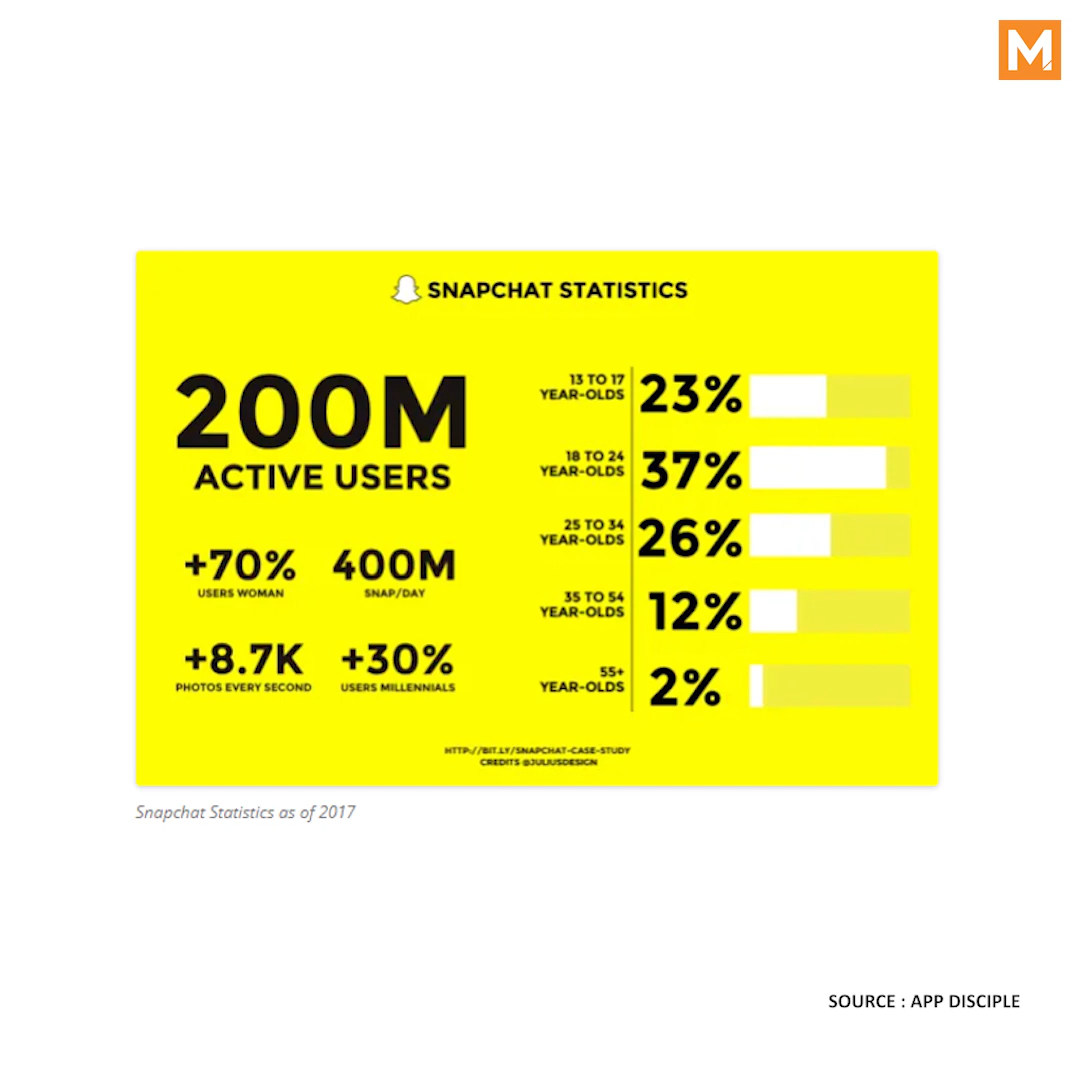 M
SNAPCHAT STATISTICS
200M
ACTIVE USERS
+70%
USERS WOMAN
400M
SNAP/DAY
+8.7K
PHOTOS EVERY SECOND
+30%
USERS MILLENNIALS
13 TO 17
YEAR-OLDS
23%
18 TO 24
YEAR-OLDS
37%
25 TO 34
YEAR-OLDS
26%
35 TO 54
YEAR-OLDS
12%
55+
YEAR-OLDS
2%
HTTP://BIT.LY/SNAPCHAT-CASE-STUDY
CREDITS @JULIUSDESIGN
Snapchat Statistics as of 2017
SOURCE : APP DISCIPLE